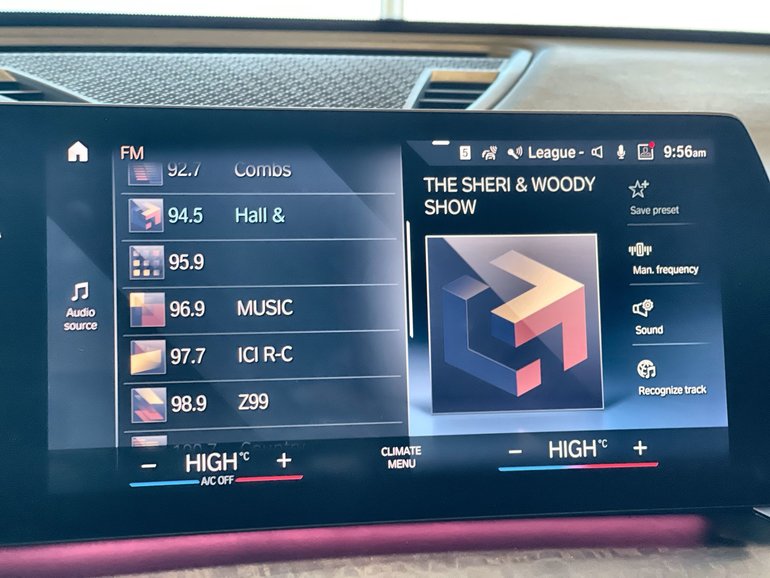 FM
5 League - 9:56am
92.7 Combs
94.5 Hall &
95.9
96.9 MUSIC
97.7 ICI R-C
98.9 Z99
Audio
source
THE SHERI & WOODY
SHOW
Save preset
Man. frequency
Sound
Recognize track
- HIGH °C +
A/C OFF
CLIMATE
MENU
- HIGH °C +